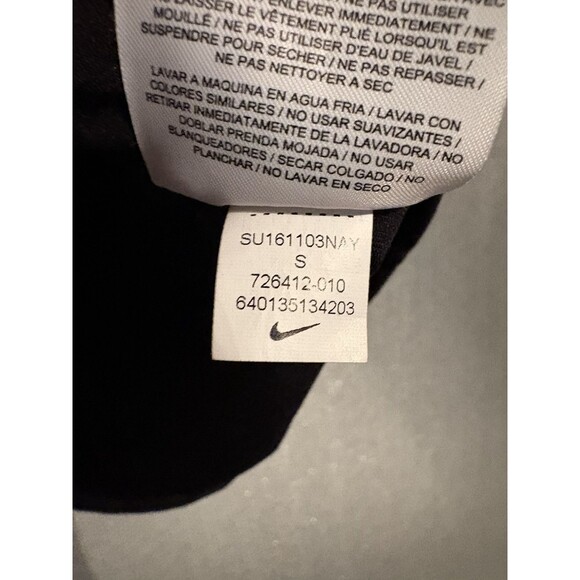 ENLEVER IMMÉDIATEMENT / NE
LAISSER LE VÊTEMENT PLIÉ LORSQU'IL EST
MOUILLÉ / NE PAS UTILISER D'EAU DE JAVEL /
SUSPENDRE POUR SECHER / NE PAS REPASSER /
NE PAS NETTOYER A SEC
LAVAR A MAQUINA EN AGUA FRIA / LAVAR CON
COLORES SIMILARES / NO USAR SUAVIZANTES /
RETIRAR INMEDIATAMENTE DE LA LAVADORA / NO
DOBLAR PRENDA MOJADA / NO USAR
BLANQUEADORES / SECAR COLGADO / NO
PLANCHAR / NO LAVAR EN SECO
SU161103NAY
S
726412-010
640135134203